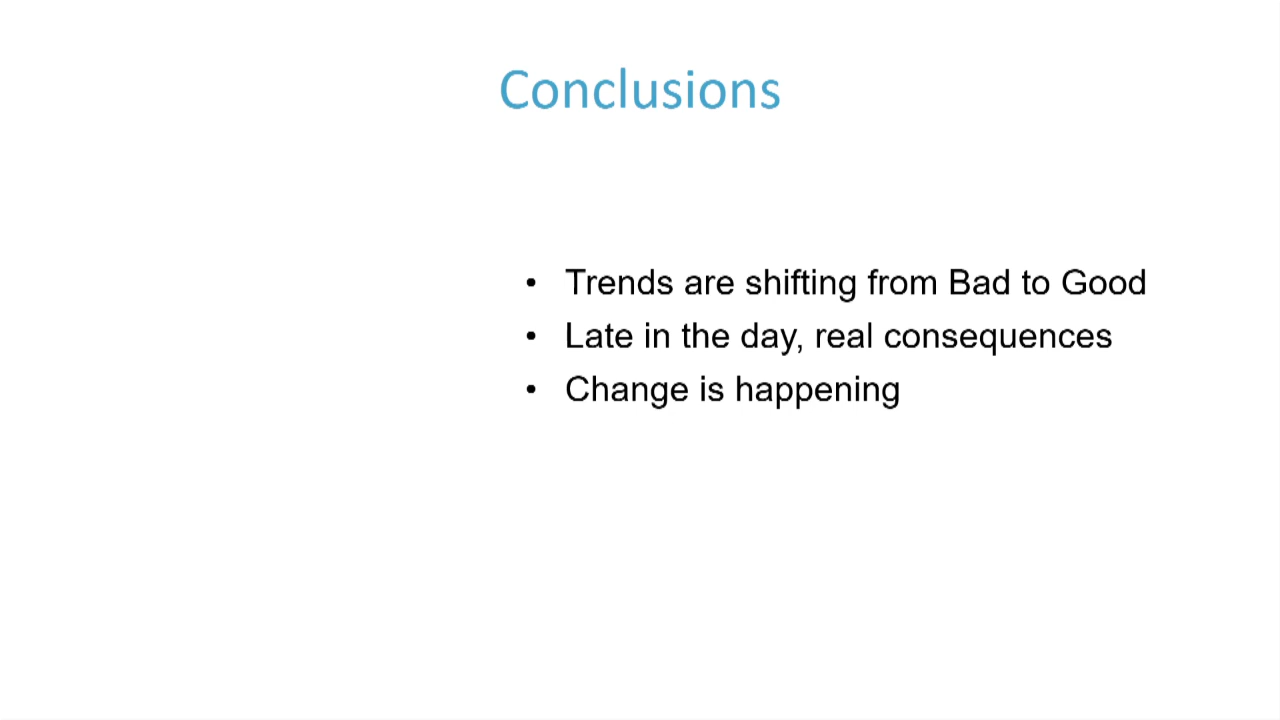 Conclusions
• Trends are shifting from Bad to Good
• Late in the day, real consequences
• Change is happening